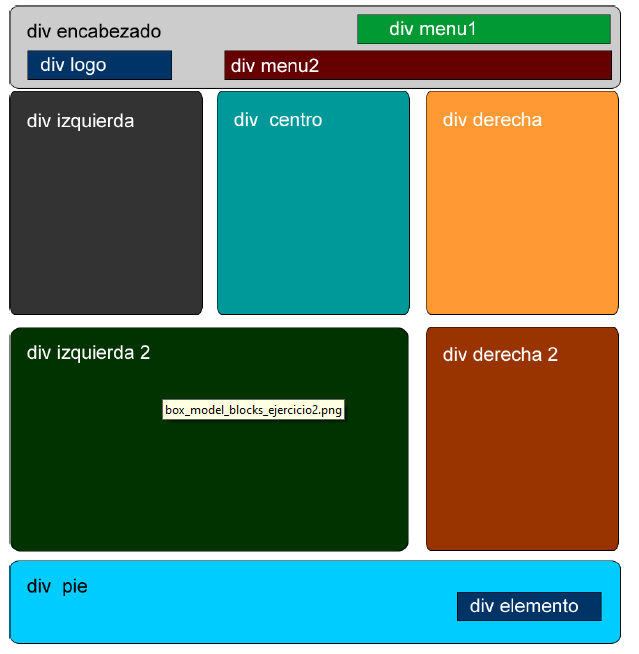 div encabezado
div menu1
div logo
div menu2
div izquierda
div  centro
div derecha
div izquierda 2
div derecha 2
box_model_blocks_ejercicio2.png
div  pie
div elemento